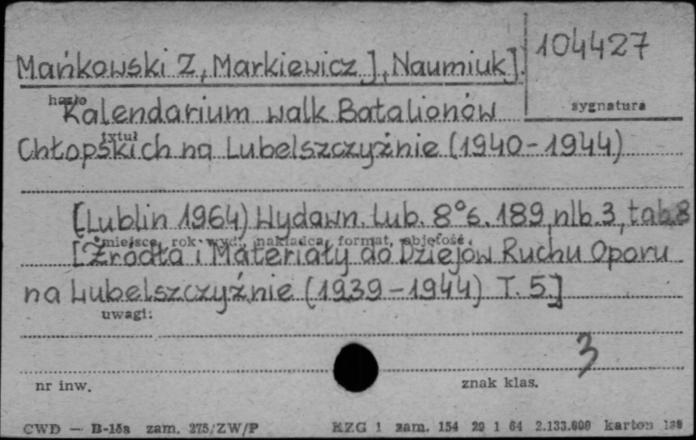 104427
Mańkowski Z, Markiewicz J, Naumiuk J.
hasło
sygnatura
Kalendarium walk Batalionów
tytuł
Chłopskich na Lubelszczyźnie (1940-1944)
(Lublin 1964) Wydawn. Lub. 8° s. 189, nlb. 3, tab. 8
miejsce, rok wyd., nakładca, format, objętość.
[Źródła i Materiały do Dziejów Ruchu Oporu
na Lubelszczyźnie (1939-1944) T. 5]
uwagi:
3
nr inw.
znak klas.
CWD — B-15a zam. 275/ZW/P KZG 1 zam. 154 29 1 64 2.133.600 karton